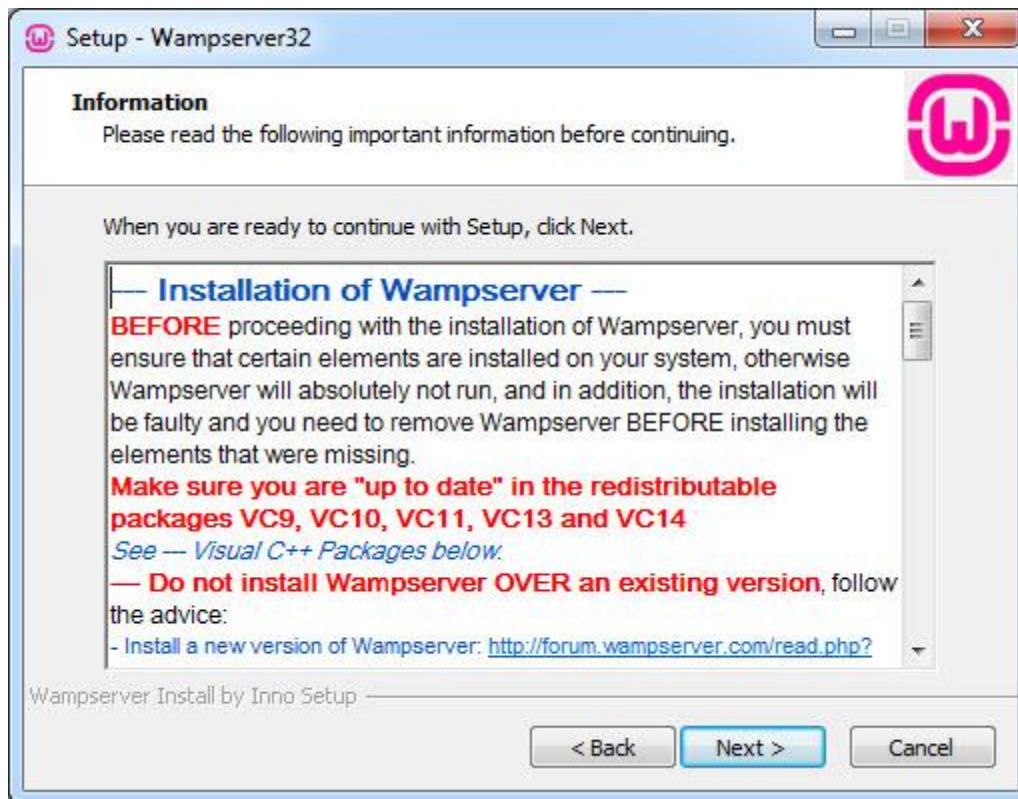 Setup - Wampserver32
Information
Please read the following important information before continuing.
When you are ready to continue with Setup, click Next.
--- Installation of Wampserver ---
BEFORE proceeding with the installation of Wampserver, you must
ensure that certain elements are installed on your system, otherwise
Wampserver will absolutely not run, and in addition, the installation will
be faulty and you need to remove Wampserver BEFORE installing the
elements that were missing.
Make sure you are "up to date" in the redistributable
packages VC9, VC10, VC11, VC13 and VC14
See --- Visual C++ Packages below.
--- Do not install Wampserver OVER an existing version, follow
the advice:
- Install a new version of Wampserver: http://forum.wampserver.com/read.php?
Wampserver Install by Inno Setup
< Back
Next >
Cancel